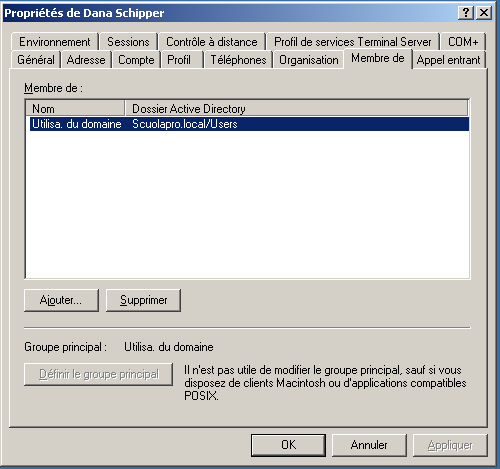 Propriétés de Dana Schipper
Environnement Sessions Contrôle à distance Profil de services Terminal Server COM+
Général Adresse Compte Profil Téléphones Organisation Membre de Appel entrant
Membre de :
Nom Dossier Active Directory
Utilisa. du domaine Scuolapro.local/Users
Ajouter... Supprimer
Groupe principal : Utilisa. du domaine
Définir le groupe principal
Il n'est pas utile de modifier le groupe principal, sauf si vous
disposez de clients Macintosh ou d'applications compatibles
POSIX.
OK Annuler Appliquer